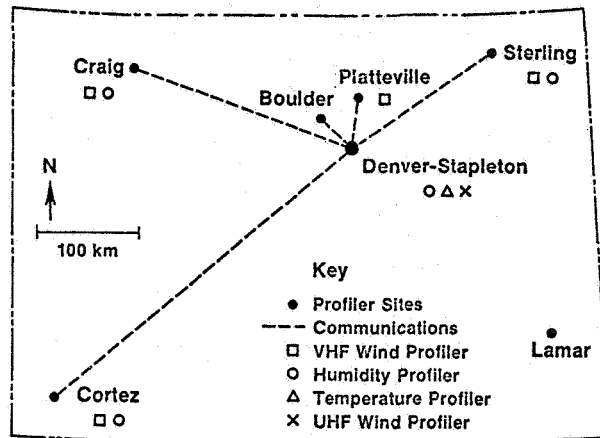 Sterling
Craig
Platteville
Boulder
Denver-Stapleton
N
100 km
Key
Profiler Sites
Communications
VHF Wind Profiler
Humidity Profiler
Temperature Profiler
UHF Wind Profiler
Lamar
Cortez